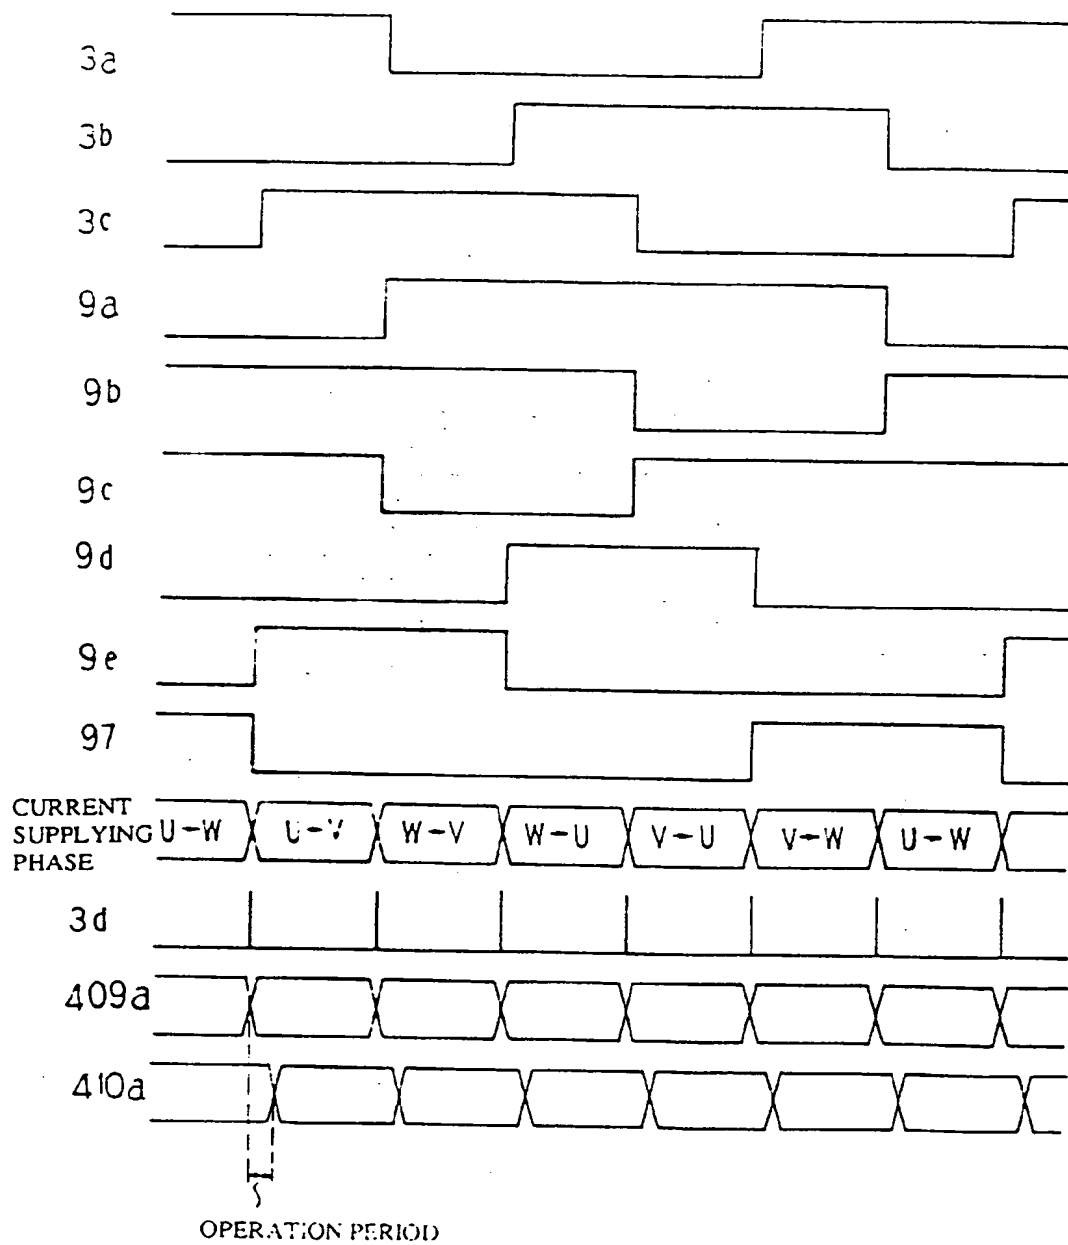 3a
3b
3c
9a
9b
9c
9d
9e
97
CURRENT
SUPPLYING
PHASE
U-W U-V W-V W-U V-U V-W U-W
3d
409a
410a
OPERATION PERIOD